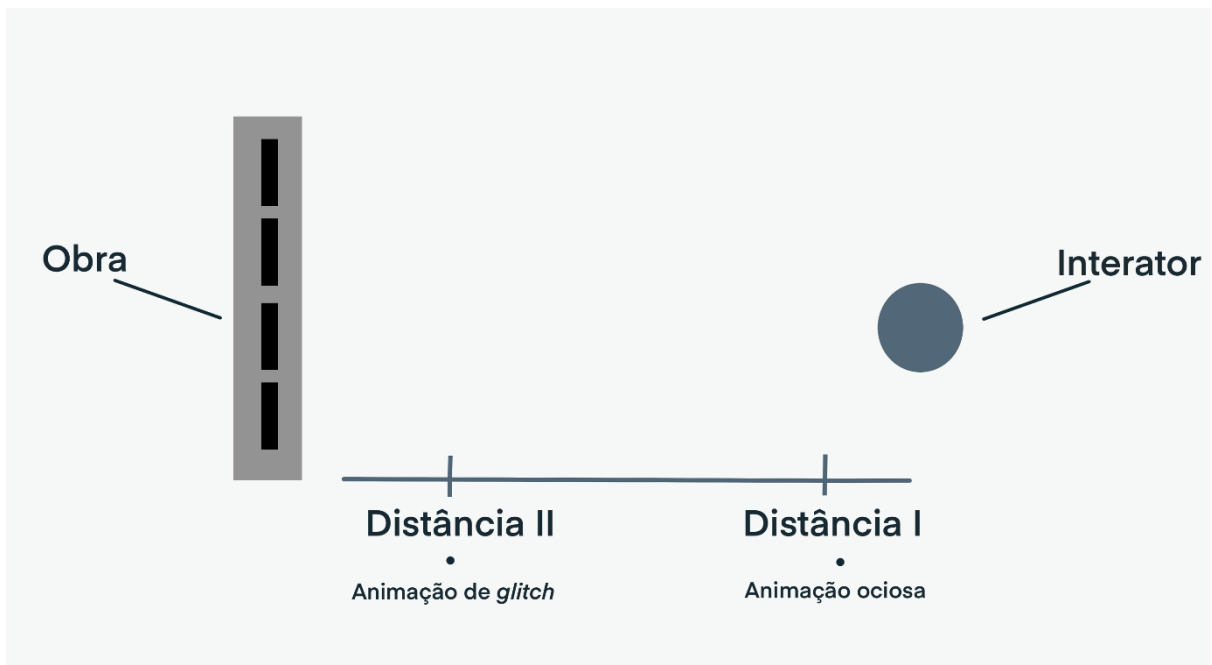 Obra
Interator
Distância II
Distância I
Animação de glitch
Animação ociosa